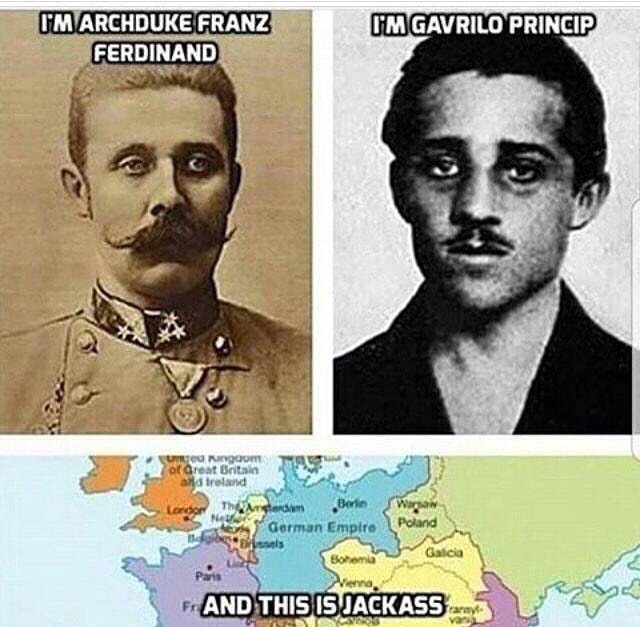 I'M ARCHDUKE FRANZ
FERDINAND
I'M GAVRILO PRINCIP
United Kingdom
of Great Britain
and Ireland
London
The
Amsterdam
Berlin
Warsaw
Poland
German Empire
Brussels
Bohemia
Galicia
Paris
Vienna
AND THIS IS JACKASS